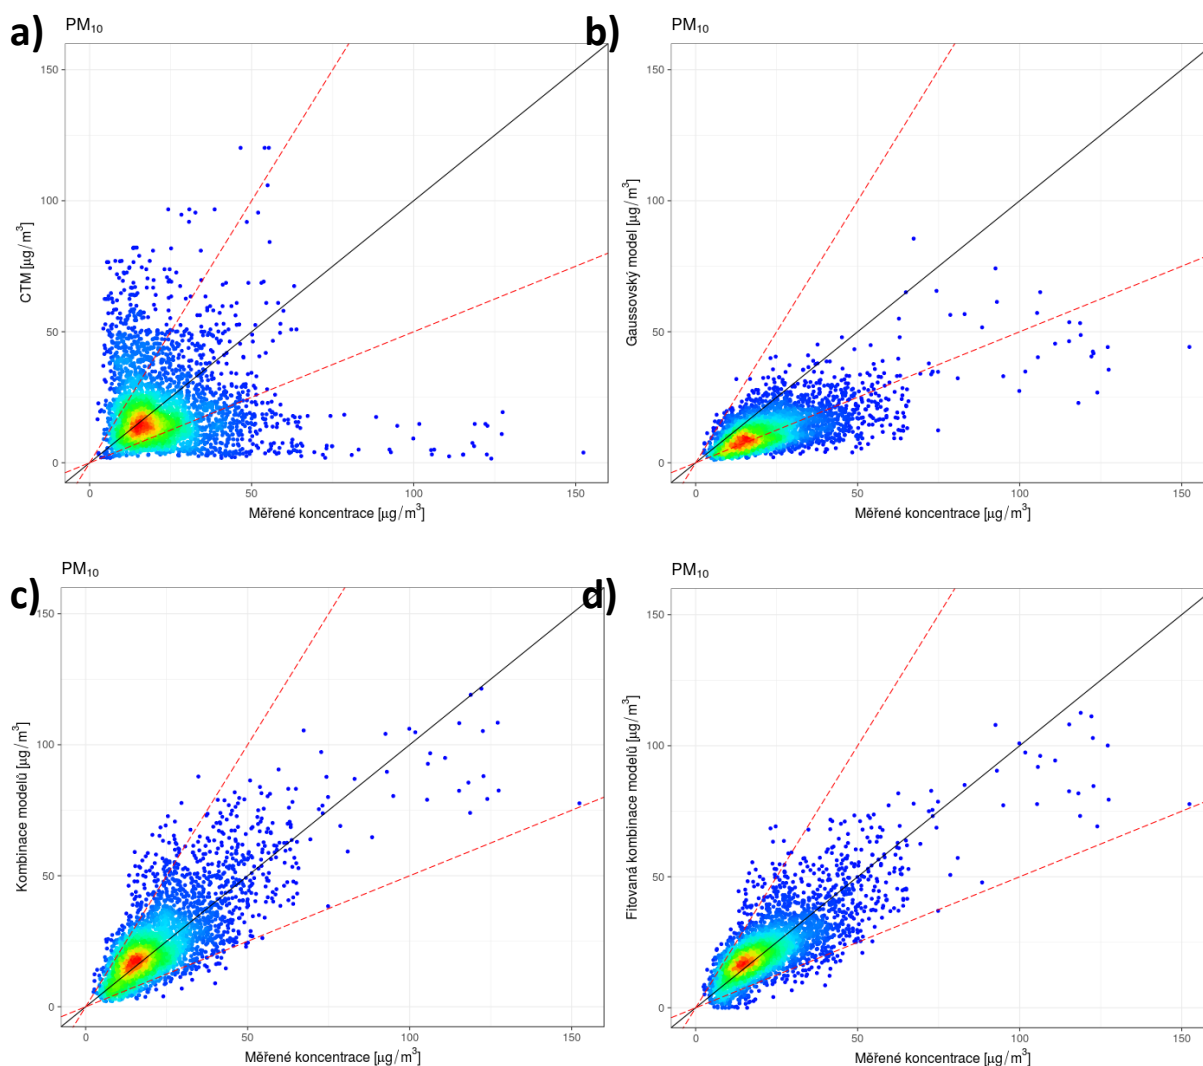 a)
PM₁₀
150
100
50
0
CTM [µg/m³]
0
50
100
150
Měřené koncentrace [µg/m³]
b)
PM₁₀
150
100
50
0
Gaussovský model [µg/m³]
0
50
100
150
Měřené koncentrace [µg/m³]
c)
PM₁₀
150
100
50
0
Kombinace modelů [µg/m³]
0
50
100
150
Měřené koncentrace [µg/m³]
d)
PM₁₀
150
100
50
0
Fitovaná kombinace modelů [µg/m³]
0
50
100
150
Měřené koncentrace [µg/m³]